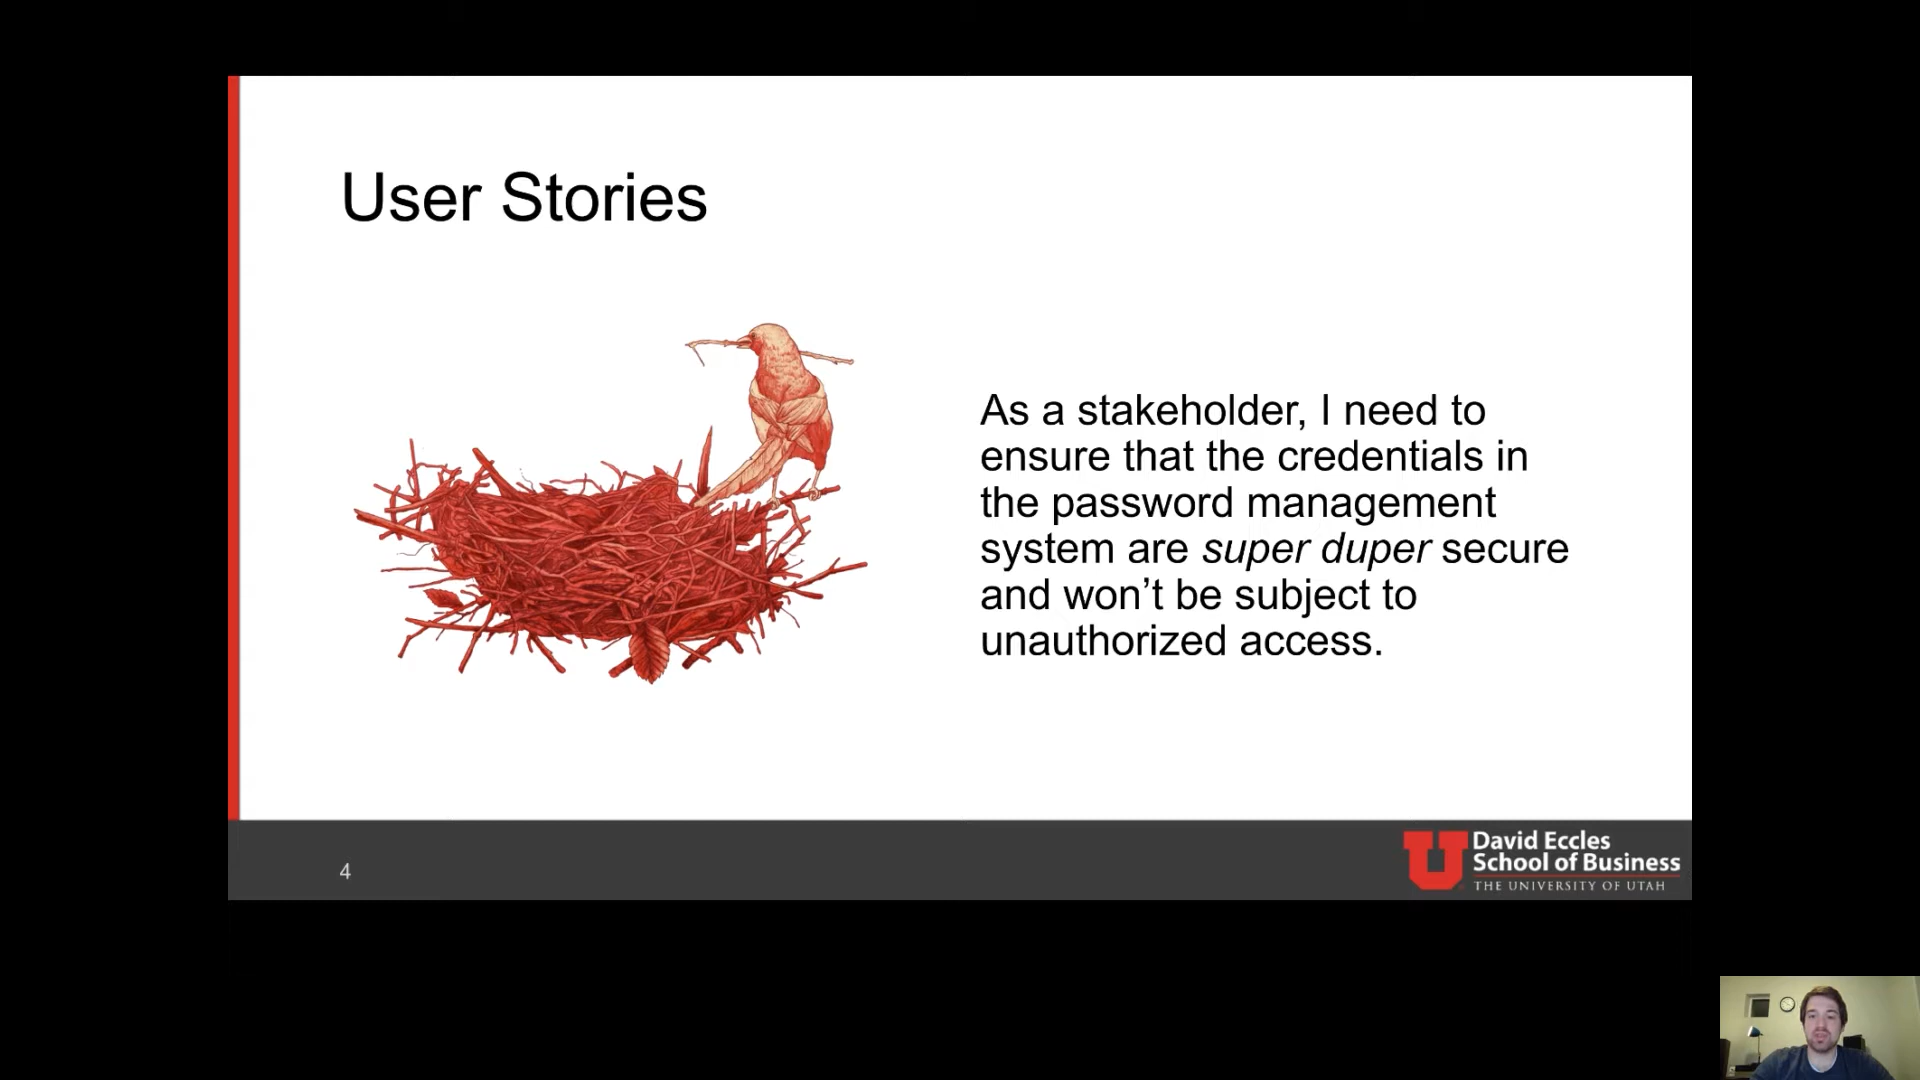 User Stories
As a stakeholder, I need to
ensure that the credentials in
the password management
system are super duper secure
and won’t be subject to
unauthorized access.
4
U
David Eccles
School of Business
THE UNIVERSITY OF UTAH